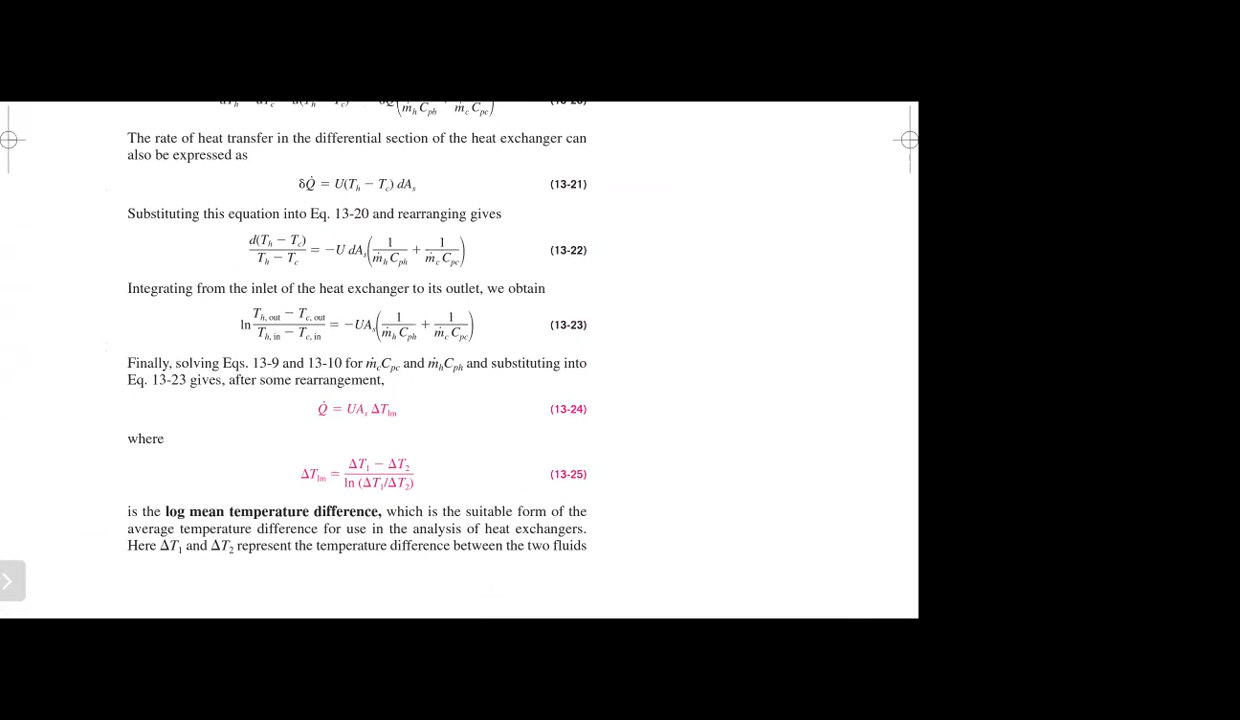 The rate of heat transfer in the differential section of the heat exchanger can
also be expressed as
δQ̇ = U(T_h − T_c) dA_s (13-21)
Substituting this equation into Eq. 13-20 and rearranging gives
d(T_h − T_c)/(T_h − T_c) = −U dA_s(1/(ṁ_h C_ph) + 1/(ṁ_c C_pc)) (13-22)
Integrating from the inlet of the heat exchanger to its outlet, we obtain
ln (T_h, out − T_c, out)/(T_h, in − T_c, in) = −UA_s(1/(ṁ_h C_ph) + 1/(ṁ_c C_pc)) (13-23)
Finally, solving Eqs. 13-9 and 13-10 for ṁ_cC_pc and ṁ_hC_ph and substituting into
Eq. 13-23 gives, after some rearrangement,
Q̇ = UA_s ΔT_lm (13-24)
where
ΔT_lm = (ΔT_1 − ΔT_2)/ln (ΔT_1/ΔT_2) (13-25)
is the log mean temperature difference, which is the suitable form of the
average temperature difference for use in the analysis of heat exchangers.
Here ΔT_1 and ΔT_2 represent the temperature difference between the two fluids